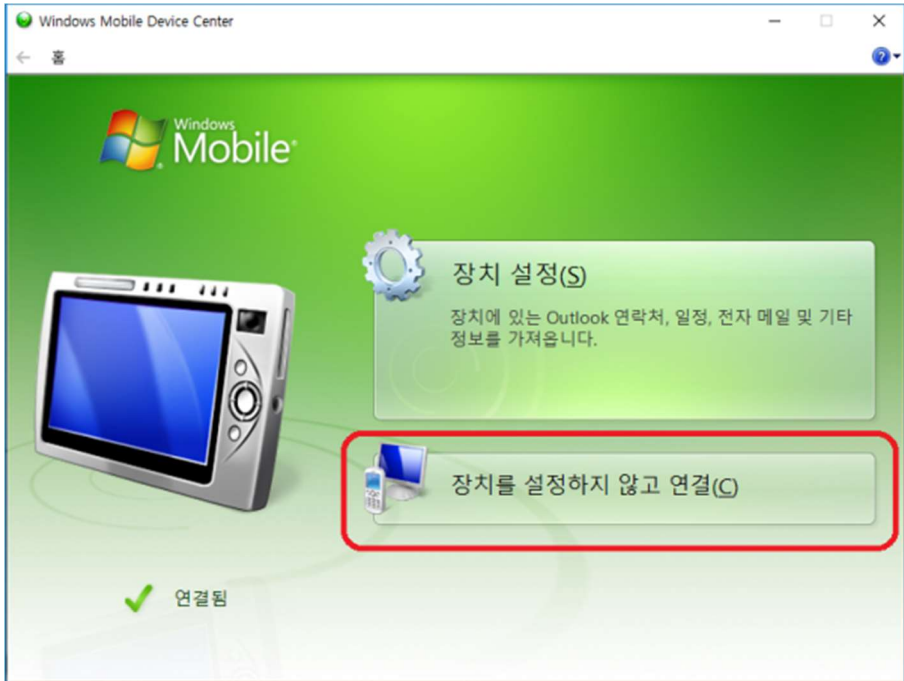 Windows Mobile Device Center
홈
Windows
Mobile
장치 설정(S)
장치에 있는 Outlook 연락처, 일정, 전자 메일 및 기타
정보를 가져옵니다.
장치를 설정하지 않고 연결(C)
연결됨